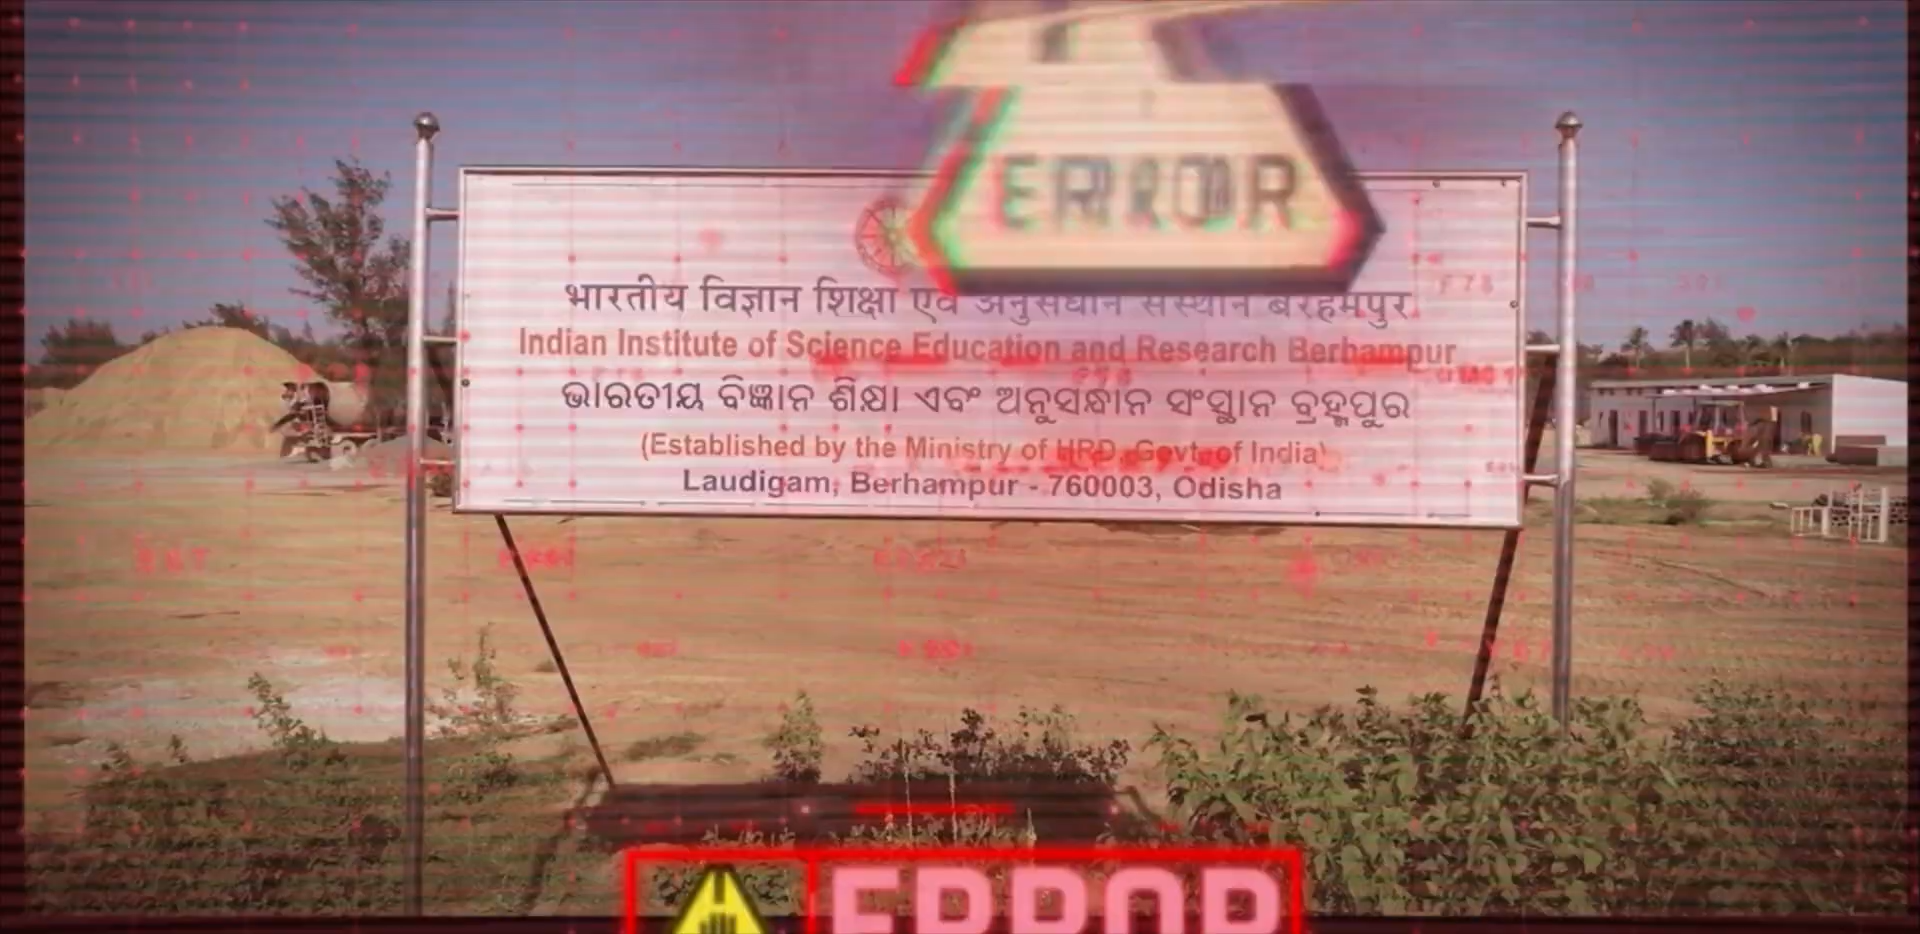 ERROR
भारतीय विज्ञान शिक्षा एवं अनुसंधान संस्थान बेरहमपुर
Indian Institute of Science Education and Research Berhampur
ଭାରତୀୟ ବିଜ୍ଞାନ ଶିକ୍ଷା ଏବଂ ଅନୁସନ୍ଧାନ ସଂସ୍ଥାନ ବ୍ରହ୍ମପୁର
(Established by the Ministry of HRD, Govt. of India)
Laudigam, Berhampur - 760003, Odisha
ERROR